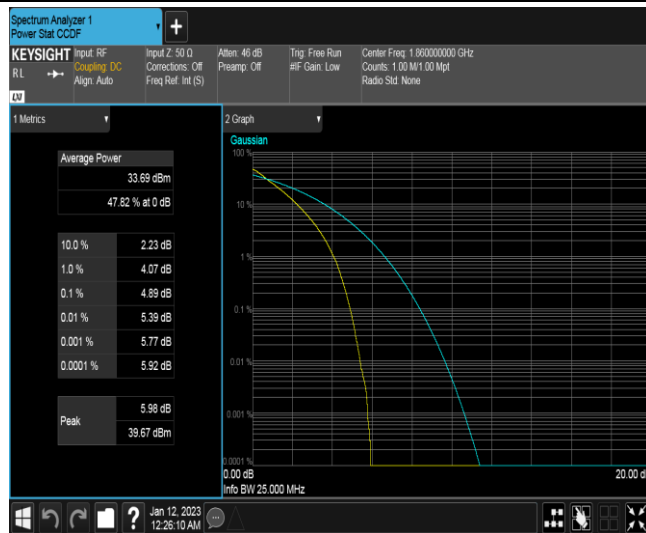 Spectrum Analyzer 1
Power Stat CCDF
+
KEYSIGHT
RL
Input: RF
Coupling: DC
Align: Auto
Input Z: 50 Ω
Corrections: Off
Freq Ref: Int (S)
Atten: 46 dB
Preamp: Off
Trig: Free Run
#IF Gain: Low
Center Freq: 1.860000000 GHz
Counts: 1.00 M/1.00 Mpt
Radio Std: None
1 Metrics
Average Power
33.69 dBm
47.82 % at 0 dB
10.0 % 2.23 dB
1.0 % 4.07 dB
0.1 % 4.89 dB
0.01 % 5.39 dB
0.001 % 5.77 dB
0.0001 % 5.92 dB
Peak
5.98 dB
39.67 dBm
2 Graph
Gaussian
100 %
10 %
1 %
0.1 %
0.01 %
0.001 %
0.0001 %
0.00 dB
20.00 d
Info BW 25.000 MHz
?
Jan 12, 2023
12:26:10 AM